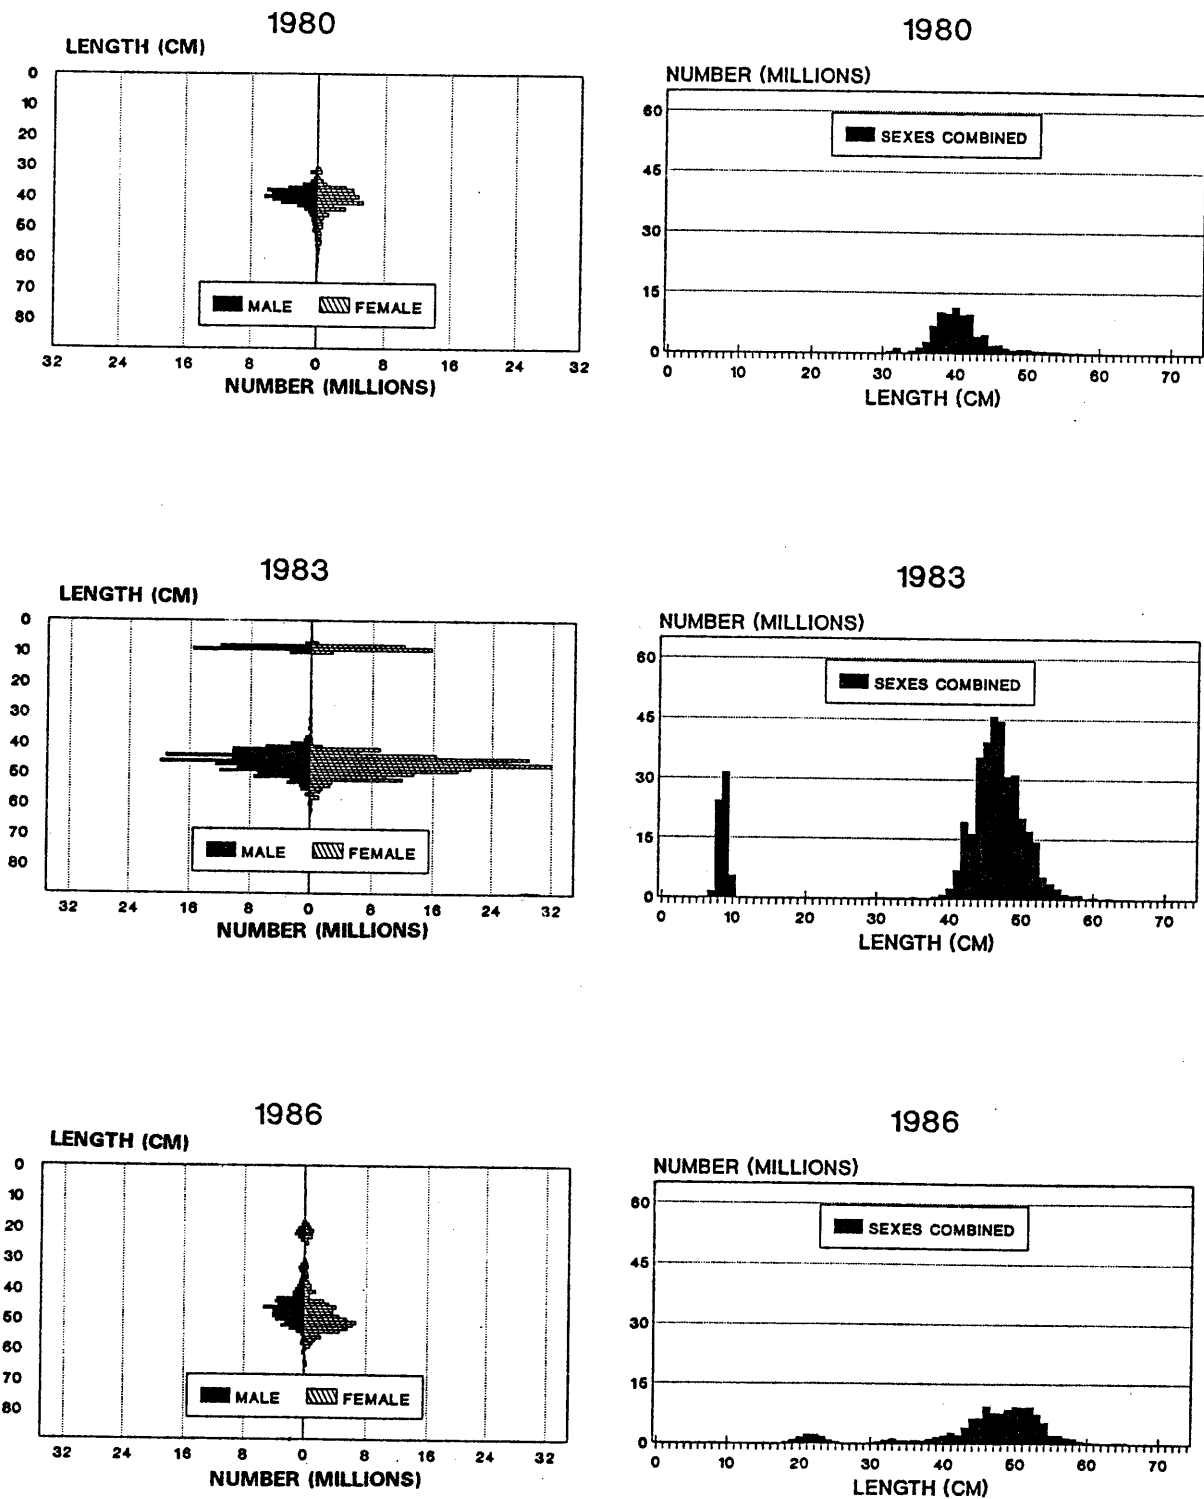 1980
LENGTH (CM)
0
10
20
30
40
50
60
70
80
MALE FEMALE
32 24 16 8 0 8 16 24 32
NUMBER (MILLIONS)
1980
NUMBER (MILLIONS)
60
45
30
15
0
SEXES COMBINED
0 10 20 30 40 50 60 70
LENGTH (CM)
1983
LENGTH (CM)
0
10
20
30
40
50
60
70
80
MALE FEMALE
32 24 16 8 0 8 16 24 32
NUMBER (MILLIONS)
1983
NUMBER (MILLIONS)
60
45
30
15
0
SEXES COMBINED
0 10 20 30 40 50 60 70
LENGTH (CM)
1986
LENGTH (CM)
0
10
20
30
40
50
60
70
80
MALE FEMALE
32 24 16 8 0 8 16 24 32
NUMBER (MILLIONS)
1986
NUMBER (MILLIONS)
60
45
30
15
0
SEXES COMBINED
0 10 20 30 40 50 60 70
LENGTH (CM)